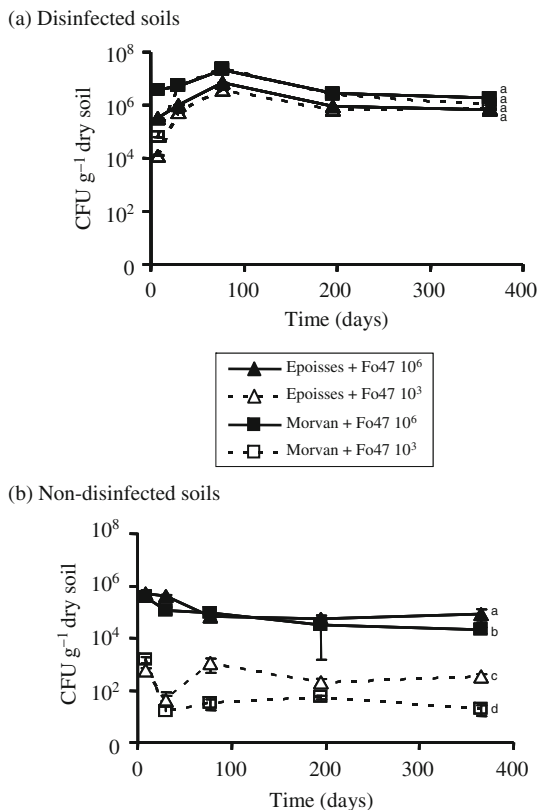 (a) Disinfected soils
CFU g⁻¹ dry soil
10⁸
10⁶
10⁴
10²
0
a
a
a
a
0 100 200 300 400
Time (days)
Epoisses + Fo47 10⁶
Epoisses + Fo47 10³
Morvan + Fo47 10⁶
Morvan + Fo47 10³
(b) Non-disinfected soils
CFU g⁻¹ dry soil
10⁸
10⁶
10⁴
10²
0
a
b
c
d
0 100 200 300 400
Time (days)